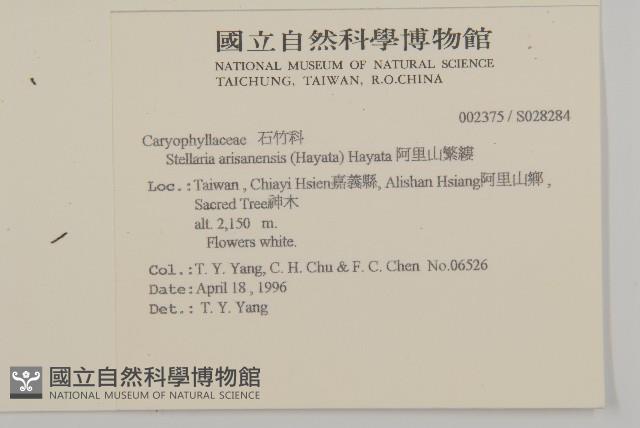 國立自然科學博物館
NATIONAL MUSEUM OF NATURAL SCIENCE
TAICHUNG, TAIWAN, R.O.CHINA
002375 / S028284
Caryophyllaceae 石竹科
Stellaria arisanensis (Hayata) Hayata 阿里山繁縷
Loc.: Taiwan , Chiayi Hsien嘉義縣, Alishan Hsiang阿里山鄉 ,
Sacred Tree神木
alt. 2,150 m.
Flowers white.
Col.: T. Y. Yang, C. H. Chu & F. C. Chen No.06526
Date: April 18 , 1996
Det.: T. Y. Yang
國立自然科學博物館
NATIONAL MUSEUM OF NATURAL SCIENCE